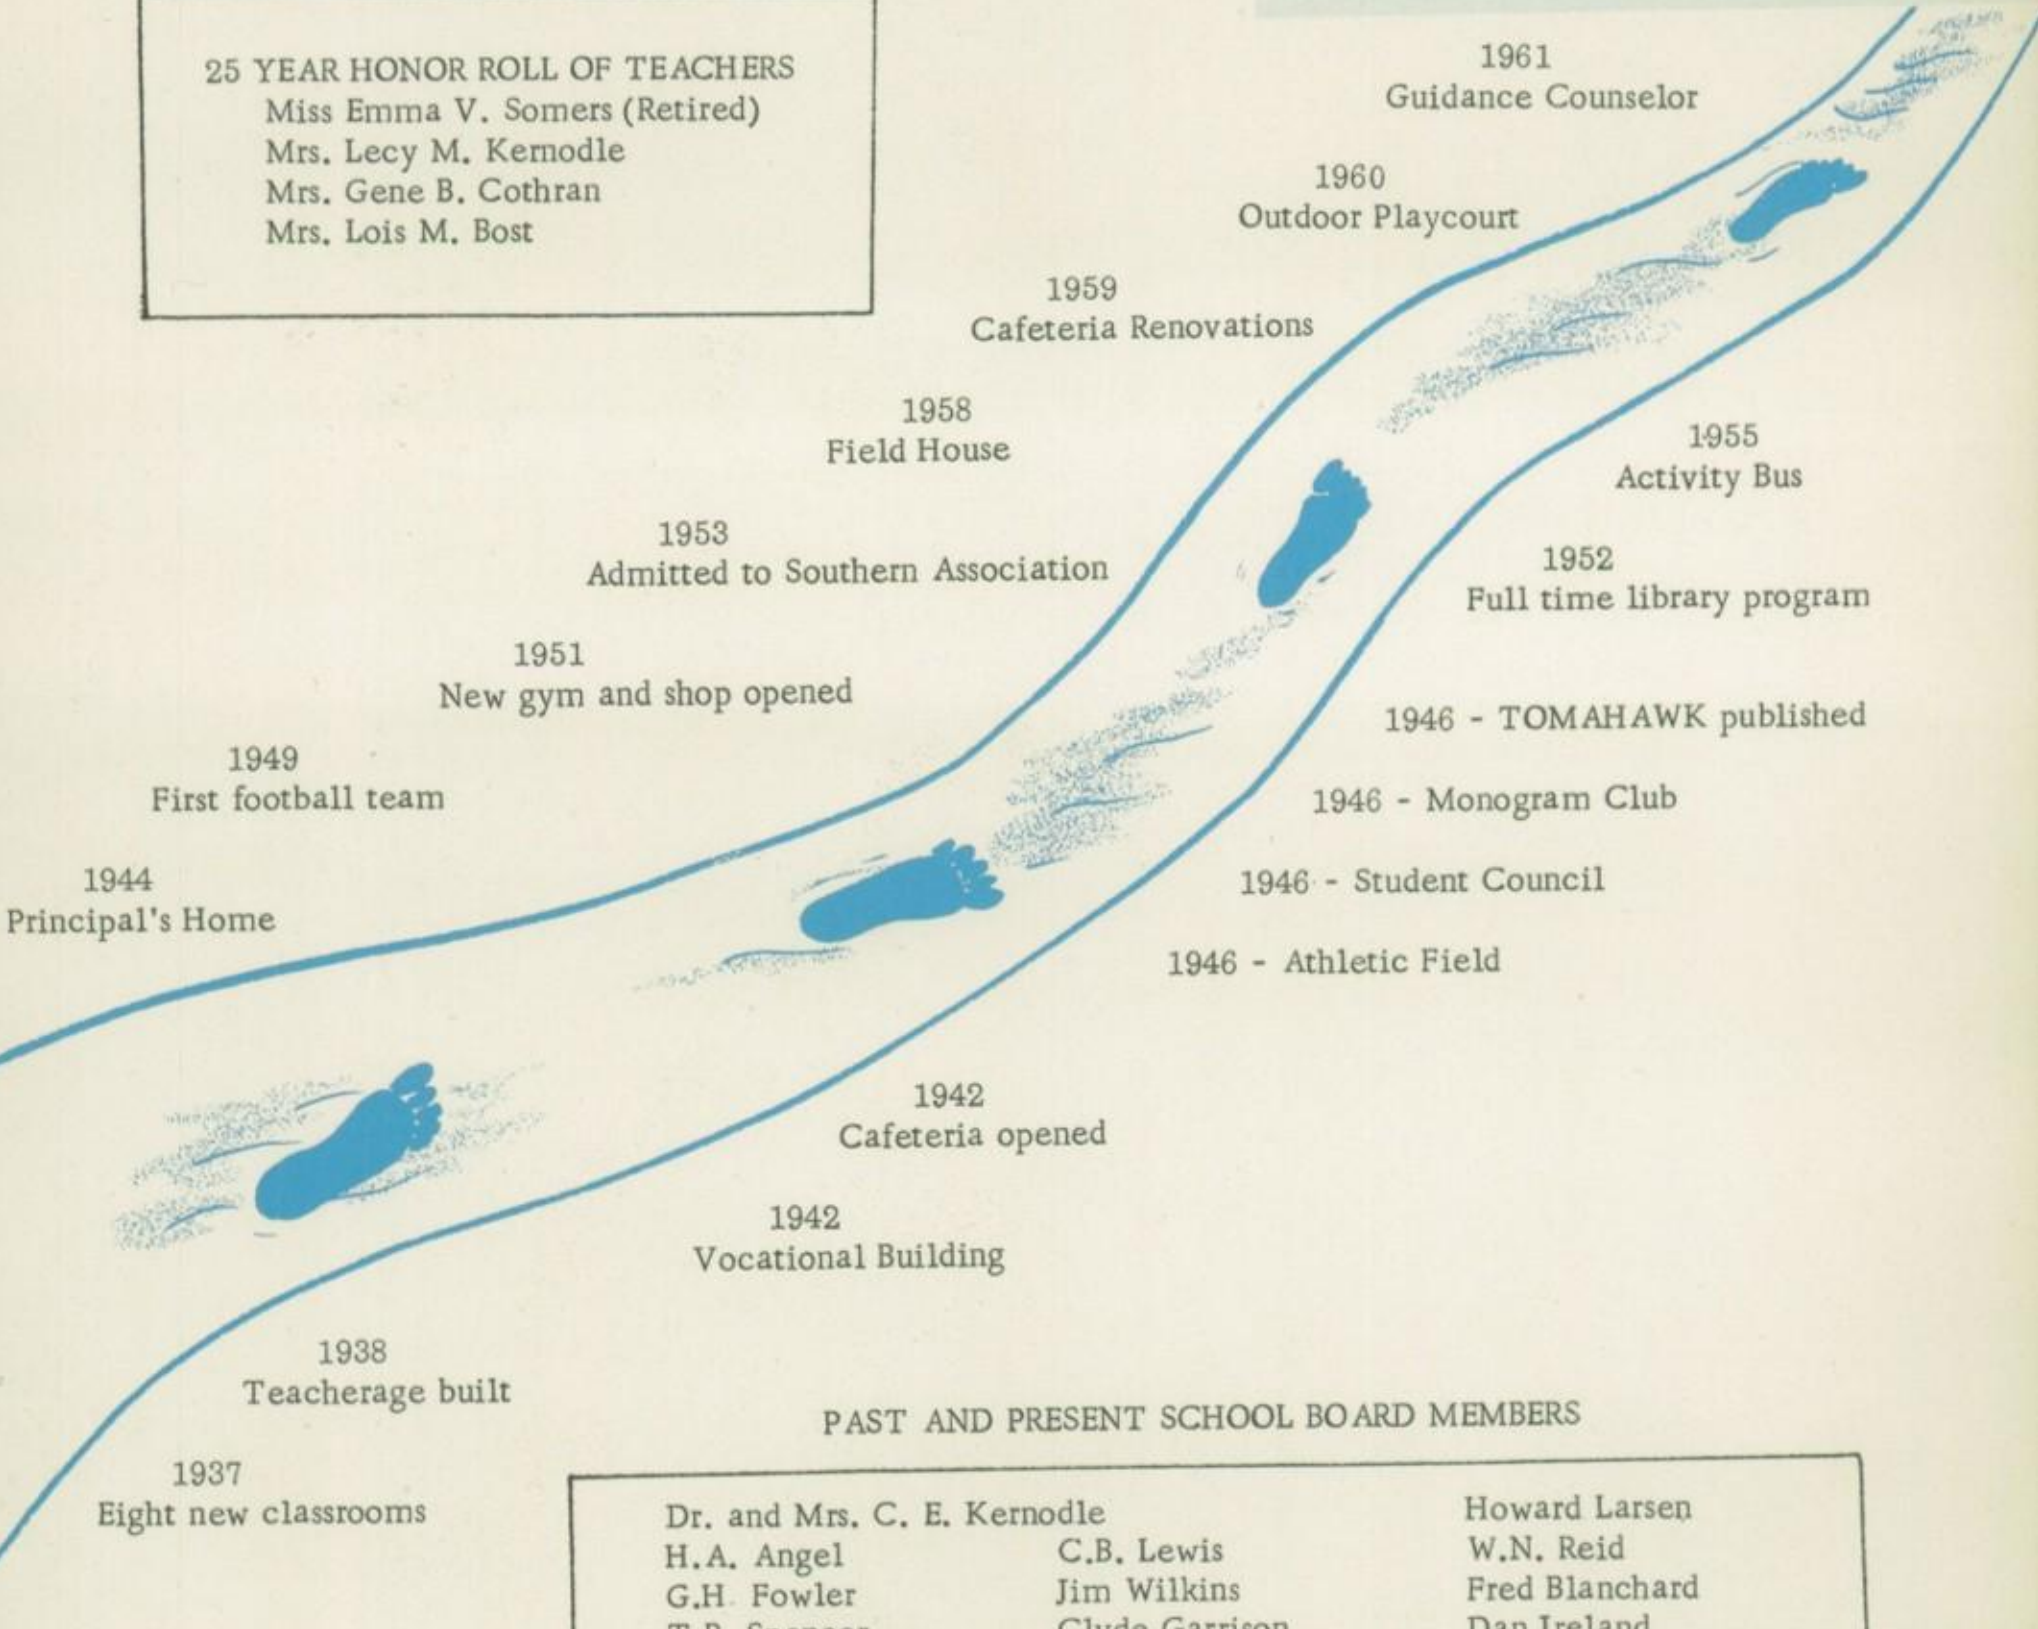 25 YEAR HONOR ROLL OF TEACHERS
Miss Emma V. Somers (Retired)
Mrs. Lecy M. Kernodle
Mrs. Gene B. Cothran
Mrs. Lois M. Bost
1961
Guidance Counselor
1960
Outdoor Playcourt
1959
Cafeteria Renovations
1958
Field House
1955
Activity Bus
1953
Admitted to Southern Association
1952
Full time library program
1951
New gym and shop opened
1946 - TOMAHAWK published
1949
First football team
1946 - Monogram Club
1944
Principal's Home
1946 - Student Council
1946 - Athletic Field
1942
Cafeteria opened
1942
Vocational Building
1938
Teacherage built
1937
Eight new classrooms
PAST AND PRESENT SCHOOL BOARD MEMBERS
Dr. and Mrs. C. E. Kernodle Howard Larsen
H.A. Angel C.B. Lewis W.N. Reid
G.H. Fowler Jim Wilkins Fred Blanchard
Clyde Garrison Dan Ireland